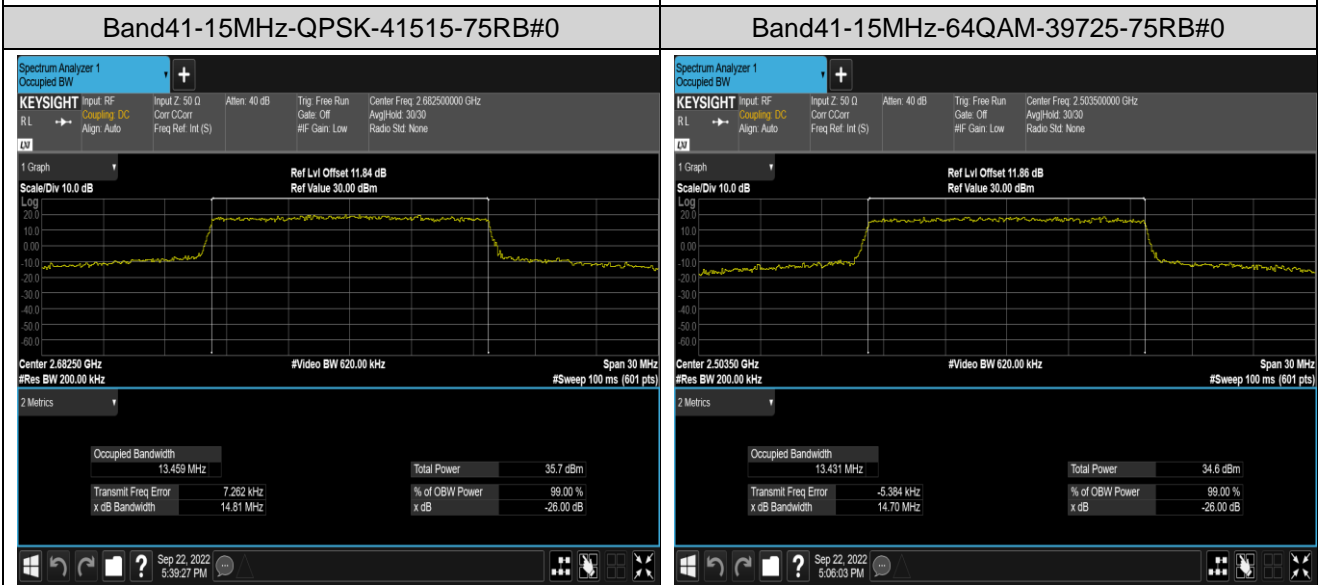 Band41-15MHz-QPSK-41515-75RB#0
Spectrum Analyzer 1
Occupied BW
+
KEYSIGHT
RL
LXI
Input: RF
Coupling: DC
Align: Auto
Input Z: 50 Ω
Corr CCorr
Freq Ref: Int (S)
Atten: 40 dB
Trig: Free Run
Gate: Off
#IF Gain: Low
Center Freq: 2.682500000 GHz
Avg|Hold: 30/30
Radio Std: None
1 Graph
Scale/Div 10.0 dB
Ref Lvl Offset 11.84 dB
Ref Value 30.00 dBm
Log
20.0
10.0
0.00
-10.0
-20.0
-30.0
-40.0
-50.0
-60.0
Center 2.68250 GHz
#Res BW 200.00 kHz
#Video BW 620.00 kHz
Span 30 MHz
#Sweep 100 ms (601 pts)
2 Metrics
Occupied Bandwidth
13.459 MHz
Transmit Freq Error 7.262 kHz
x dB Bandwidth 14.81 MHz
Total Power 35.7 dBm
% of OBW Power 99.00 %
x dB -26.00 dB
?
Sep 22, 2022
5:39:27 PM
Band41-15MHz-64QAM-39725-75RB#0
Spectrum Analyzer 1
Occupied BW
+
KEYSIGHT
RL
LXI
Input: RF
Coupling: DC
Align: Auto
Input Z: 50 Ω
Corr CCorr
Freq Ref: Int (S)
Atten: 40 dB
Trig: Free Run
Gate: Off
#IF Gain: Low
Center Freq: 2.503500000 GHz
Avg|Hold: 30/30
Radio Std: None
1 Graph
Scale/Div 10.0 dB
Ref Lvl Offset 11.86 dB
Ref Value 30.00 dBm
Log
20.0
10.0
0.00
-10.0
-20.0
-30.0
-40.0
-50.0
-60.0
Center 2.50350 GHz
#Res BW 200.00 kHz
#Video BW 620.00 kHz
Span 30 MHz
#Sweep 100 ms (601 pts)
2 Metrics
Occupied Bandwidth
13.431 MHz
Transmit Freq Error -5.384 kHz
x dB Bandwidth 14.70 MHz
Total Power 34.6 dBm
% of OBW Power 99.00 %
x dB -26.00 dB
?
Sep 22, 2022
5:06:03 PM